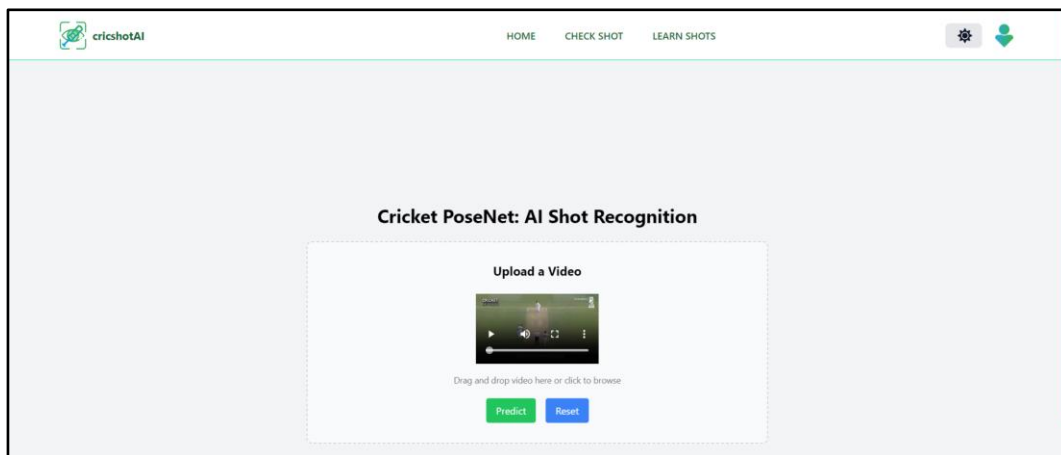 cricshotAI
HOME CHECK SHOT LEARN SHOTS
Cricket PoseNet: AI Shot Recognition
Upload a Video
CRICKET
Drag and drop video here or click to browse
Predict Reset